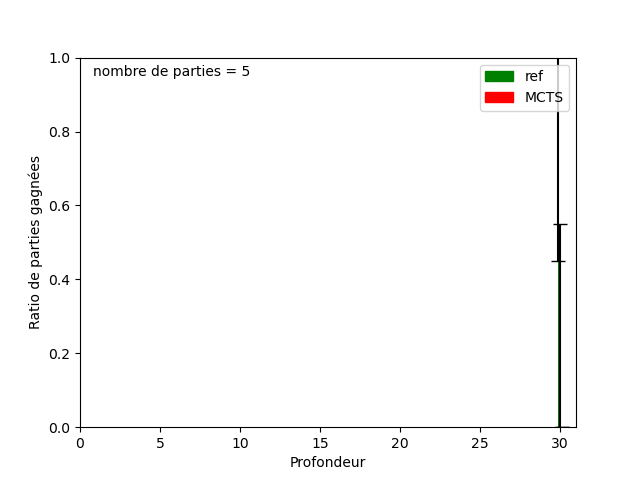 nombre de parties = 5
ref
MCTS
Ratio de parties gagnées
1.0
0.8
0.6
0.4
0.2
0.0
0 5 10 15 20 25 30
Profondeur